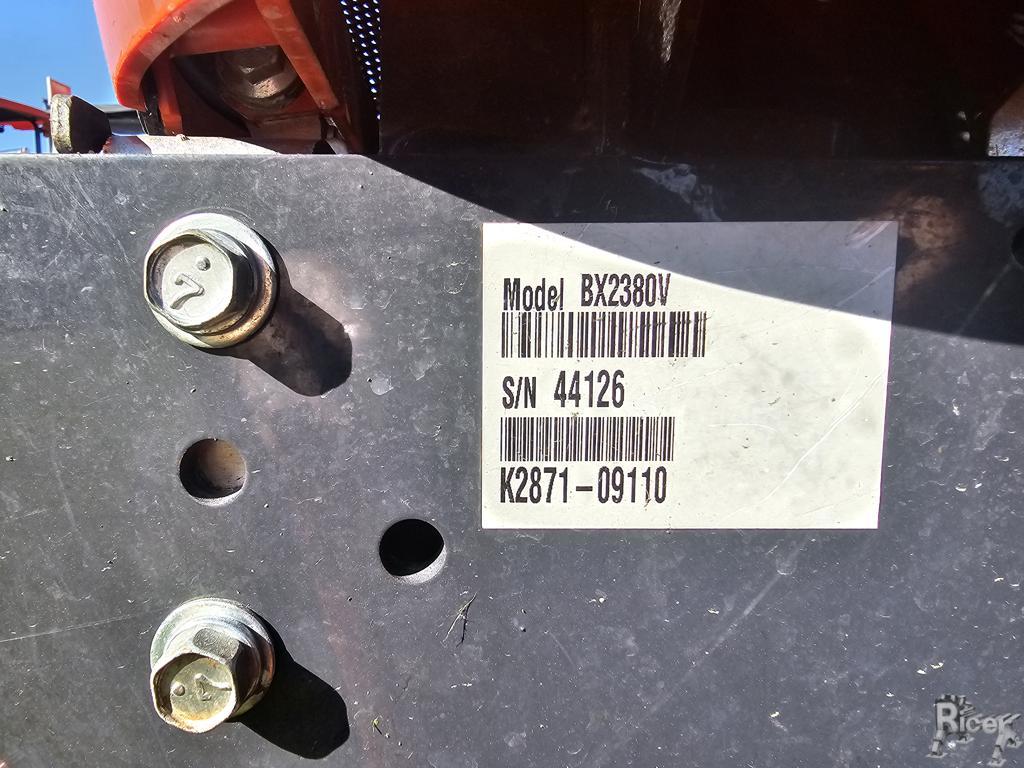 Model BX2380V
S/N 44126
K2871-09110
7
7
Ricer